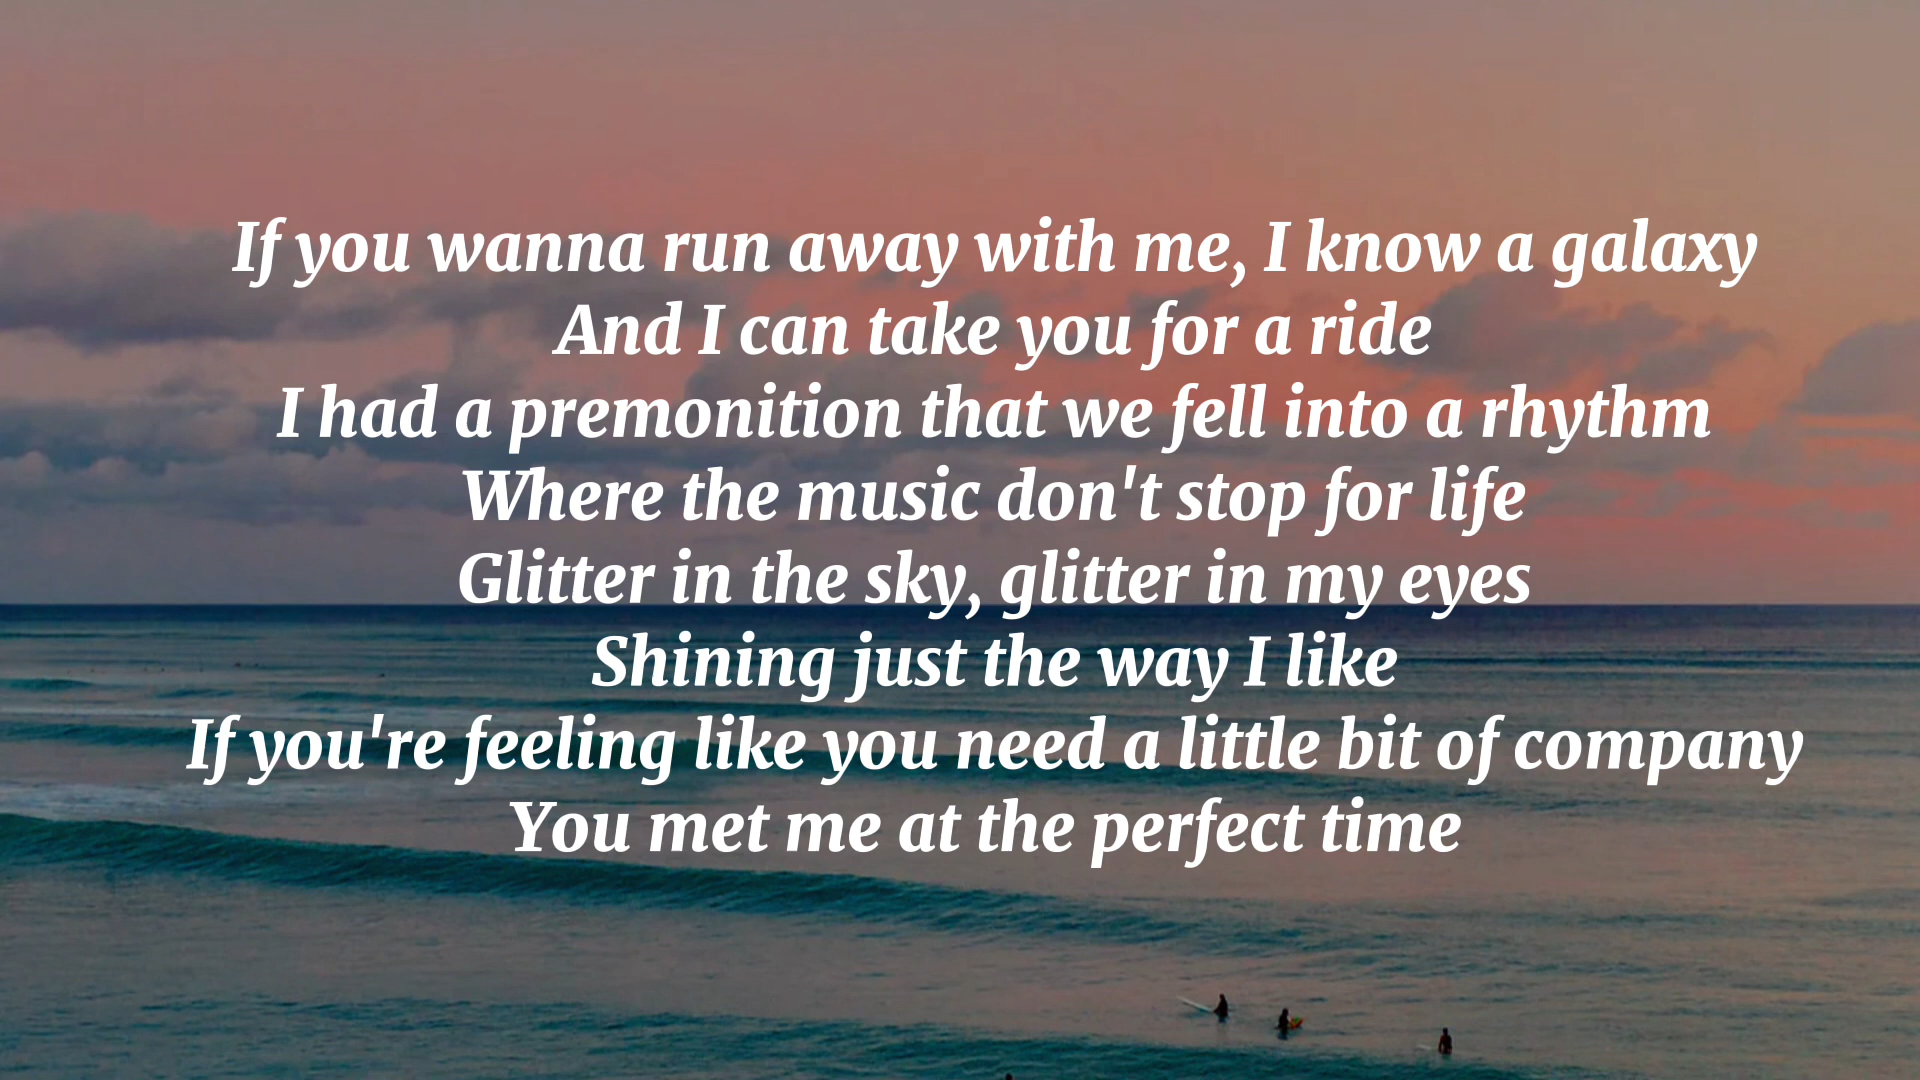 If you wanna run away with me, I know a galaxy
And I can take you for a ride
I had a premonition that we fell into a rhythm
Where the music don't stop for life
Glitter in the sky, glitter in my eyes
Shining just the way I like
If you're feeling like you need a little bit of company
You met me at the perfect time